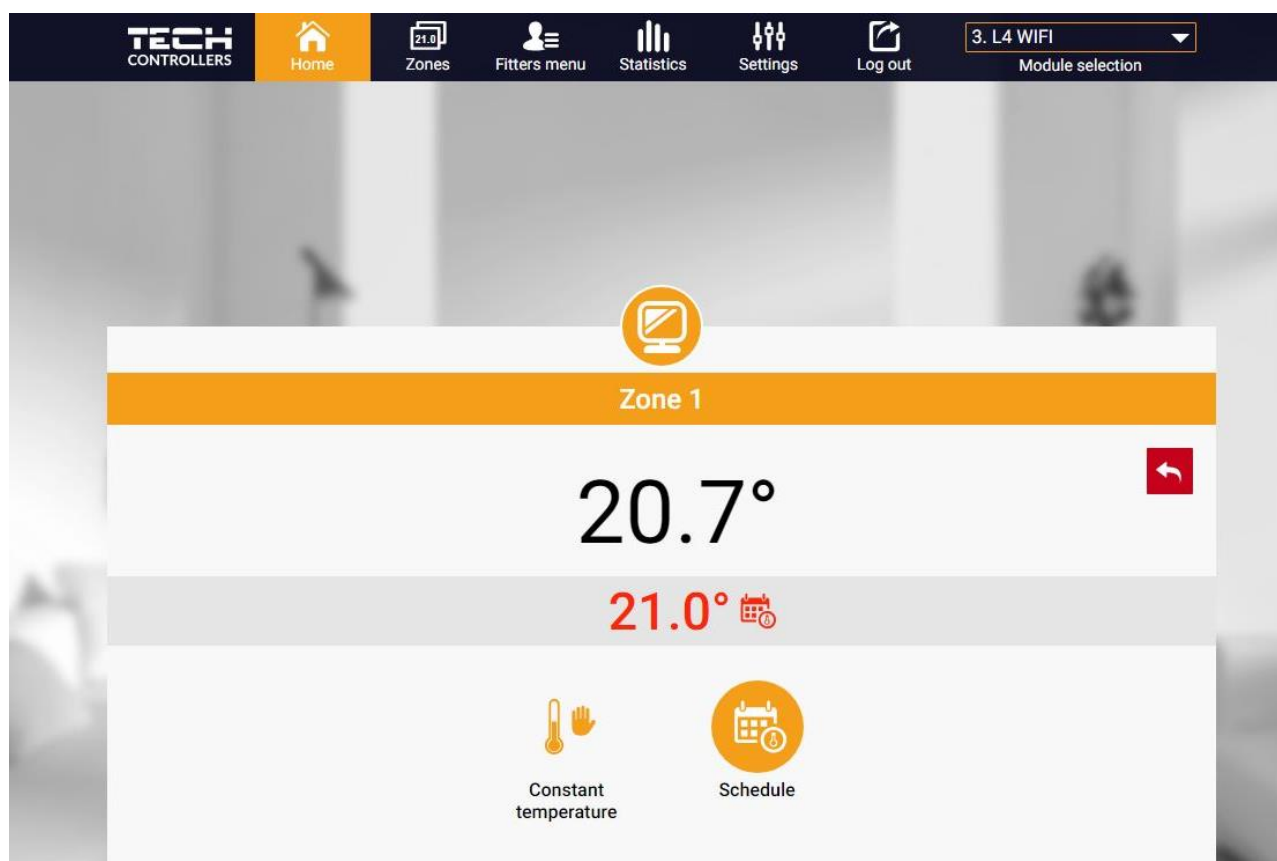 TECH
CONTROLLERS
Home
21.0
Zones
Fitters menu
Statistics
Settings
Log out
3. L4 WIFI
Module selection
Zone 1
20.7°
21.0°
Constant
temperature
Schedule